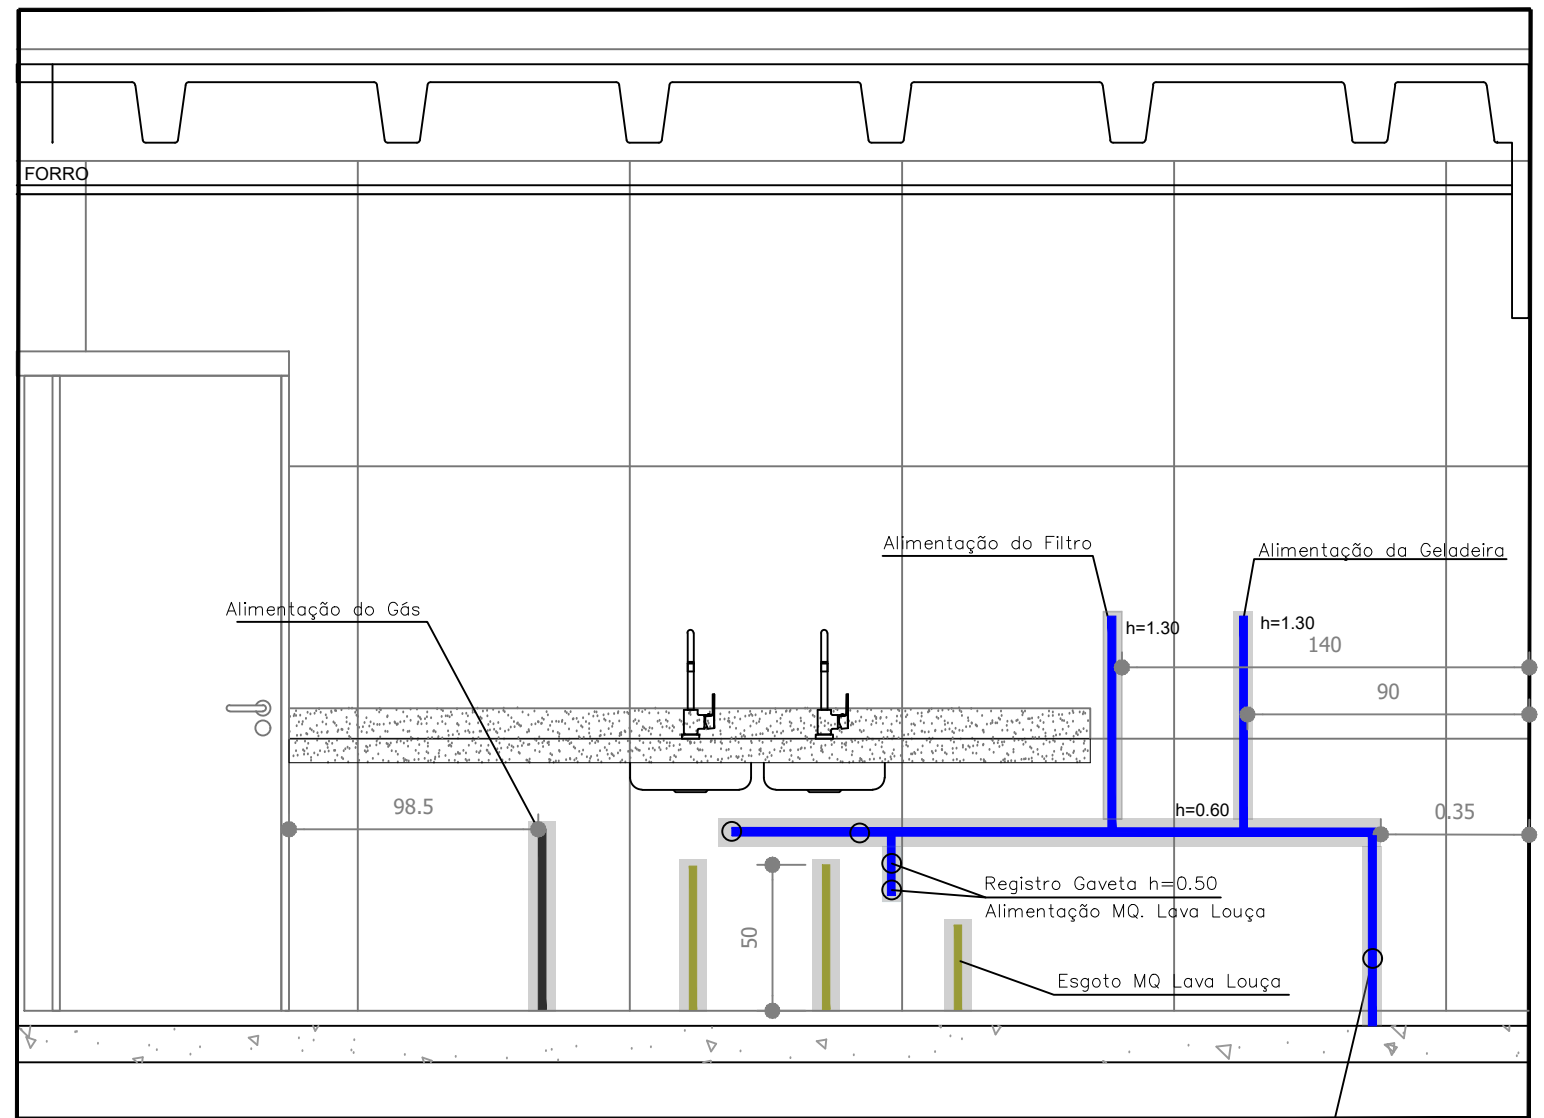 FORRO
Alimentação do Filtro
Alimentação da Geladeira
Alimentação do Gás
h=1.30
h=1.30
140
90
98.5
h=0.60
0.35
Registro Gaveta h=0.50
Alimentação MQ. Lava Louça
50
Esgoto MQ Lava Louça